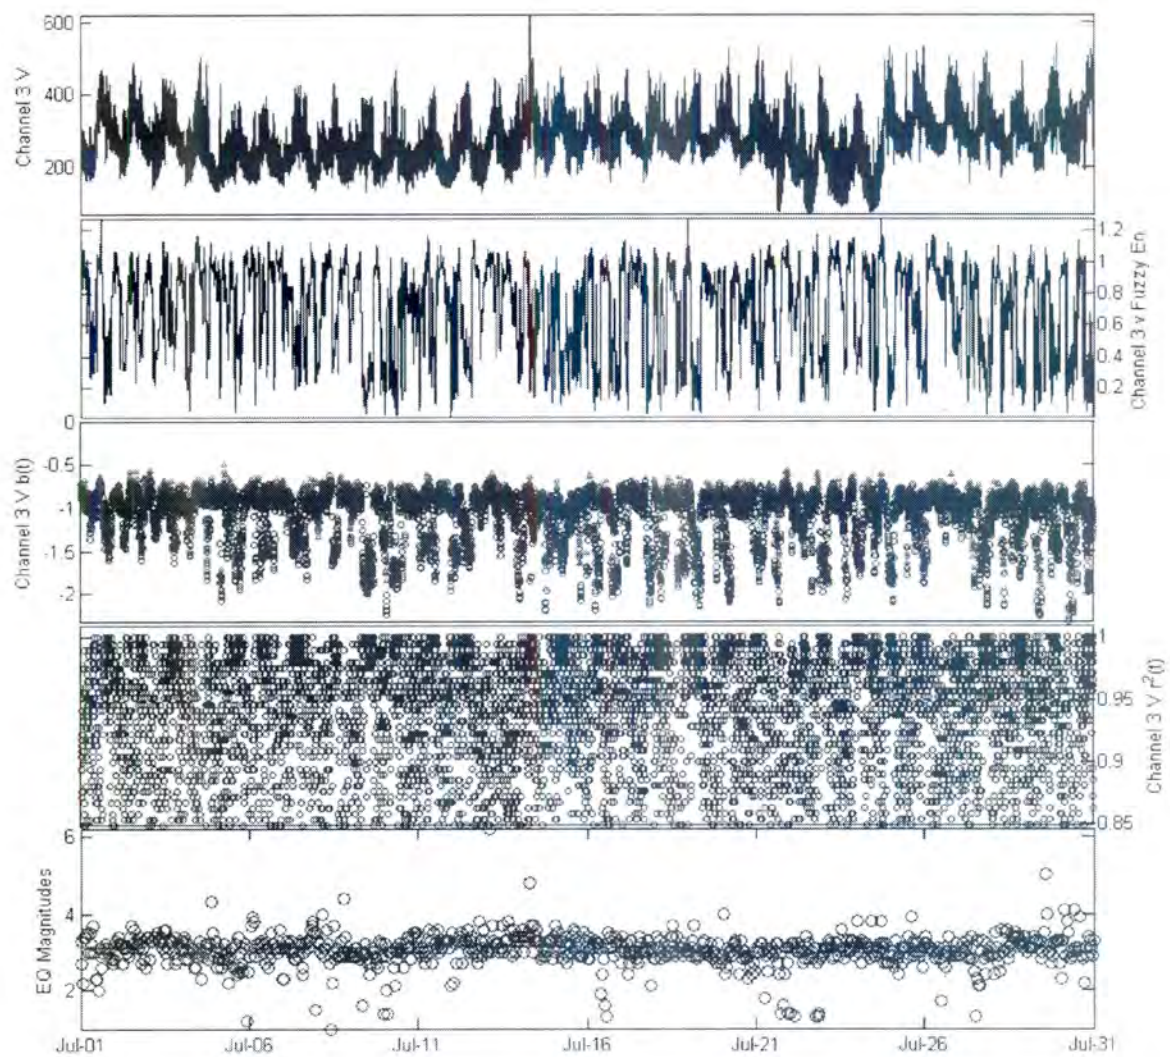 600
400
200
Channel 3 V
1.2
1
0.8
0.6
0.4
0.2
Channel 3 v Fuzzy En
0
-0.5
-1
-1.5
-2
Channel 3 V b(t)
1
0.95
0.9
0.85
Channel 3 V r²(t)
6
4
2
EQ Magnitudes
Jul-01
Jul-06
Jul-11
Jul-16
Jul-21
Jul-26
Jul-31